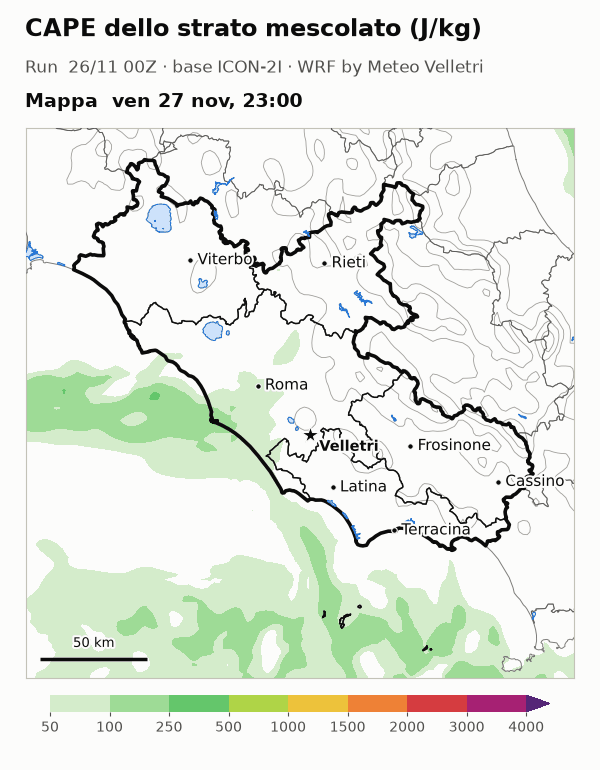 CAPE dello strato mescolato (J/kg)
Run  26/11 00Z · base ICON-2I · WRF by Meteo Velletri
Mappa  ven 27 nov, 23:00
Viterbo
Rieti
Roma
Velletri
Frosinone
Cassino
Latina
Terracina
50 km
50 100 250 500 1000 1500 2000 3000 4000